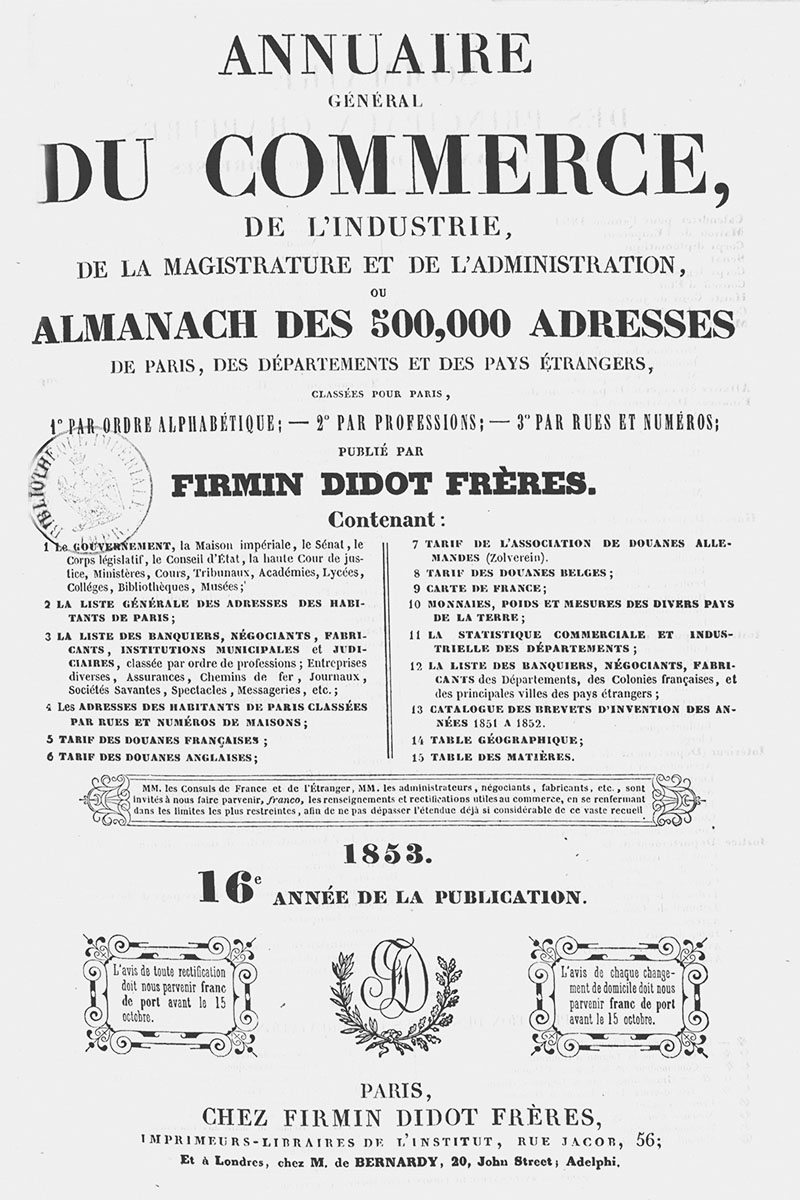 ANNUAIRE
GÉNÉRAL
DU COMMERCE,
DE L'INDUSTRIE,
DE LA MAGISTRATURE ET DE L'ADMINISTRATION,
OU
ALMANACH DES 500,000 ADRESSES
DE PARIS, DES DÉPARTEMENTS ET DES PAYS ÉTRANGERS,
CLASSÉES POUR PARIS,
1º PAR ORDRE ALPHABÉTIQUE; — 2º PAR PROFESSIONS; — 3º PAR RUES ET NUMÉROS;
PUBLIÉ PAR
FIRMIN DIDOT FRÈRES.
BIBLIOTHÈQUE IMPÉRIALE
Contenant :
1 Le GOUVERNEMENT, la Maison impériale, le Sénat, le
Corps législatif, le Conseil d'État, la haute Cour de jus-
tice, Ministères, Cours, Tribunaux, Académies, Lycées,
Colléges, Bibliothèques, Musées;
2 LA LISTE GÉNÉRALE DES ADRESSES DES HABI-
TANTS DE PARIS;
3 LA LISTE DES BANQUIERS, NÉGOCIANTS, FABRI-
CANTS, INSTITUTIONS MUNICIPALES et JUDI-
CIAIRES, classée par ordre de professions; Entreprises
diverses, Assurances, Chemins de fer, Journaux,
Sociétés Savantes, Spectacles, Messageries, etc.;
4 Les ADRESSES DES HABITANTS DE PARIS CLASSÉES
PAR RUES ET NUMÉROS DE MAISONS;
5 TARIF DES DOUANES FRANÇAISES;
6 TARIF DES DOUANES ANGLAISES;
7 TARIF DE L'ASSOCIATION DE DOUANES ALLE-
MANDES (Zolverein).
8 TARIF DES DOUANES BELGES;
9 CARTE DE FRANCE;
10 MONNAIES, POIDS ET MESURES DES DIVERS PAYS
DE LA TERRE;
11 LA STATISTIQUE COMMERCIALE ET INDUS-
TRIELLE DES DÉPARTEMENTS;
12 LA LISTE DES BANQUIERS, NÉGOCIANTS, FABRI-
CANTS des Départements, des Colonies françaises, et
des principales villes des pays étrangers;
13 CATALOGUE DES BREVETS D'INVENTION DES AN-
NÉES 1851 A 1852.
14 TABLE GÉOGRAPHIQUE;
15 TABLE DES MATIÈRES.
MM. les Consuls de France et de l'Étranger, MM. les administrateurs, négociants, fabricants, etc., sont
invités à nous faire parvenir, franco, les renseignements et rectifications utiles au commerce, en se renfermant
dans les limites les plus restreintes, afin de ne pas dépasser l'étendue déjà si considérable de ce vaste recueil
1853.
16e ANNÉE DE LA PUBLICATION.
L'avis de toute rectification
doit nous parvenir franc
de port avant le 15
octobre.
D
L'avis de chaque change-
ment de domicile doit nous
parvenir franc de port
avant le 15 octobre.
PARIS,
CHEZ FIRMIN DIDOT FRÈRES,
IMPRIMEURS-LIBRAIRES DE L'INSTITUT, RUE JACOB, 56;
Et à Londres, chez M. de BERNARDY, 20, John Street; Adelphi.